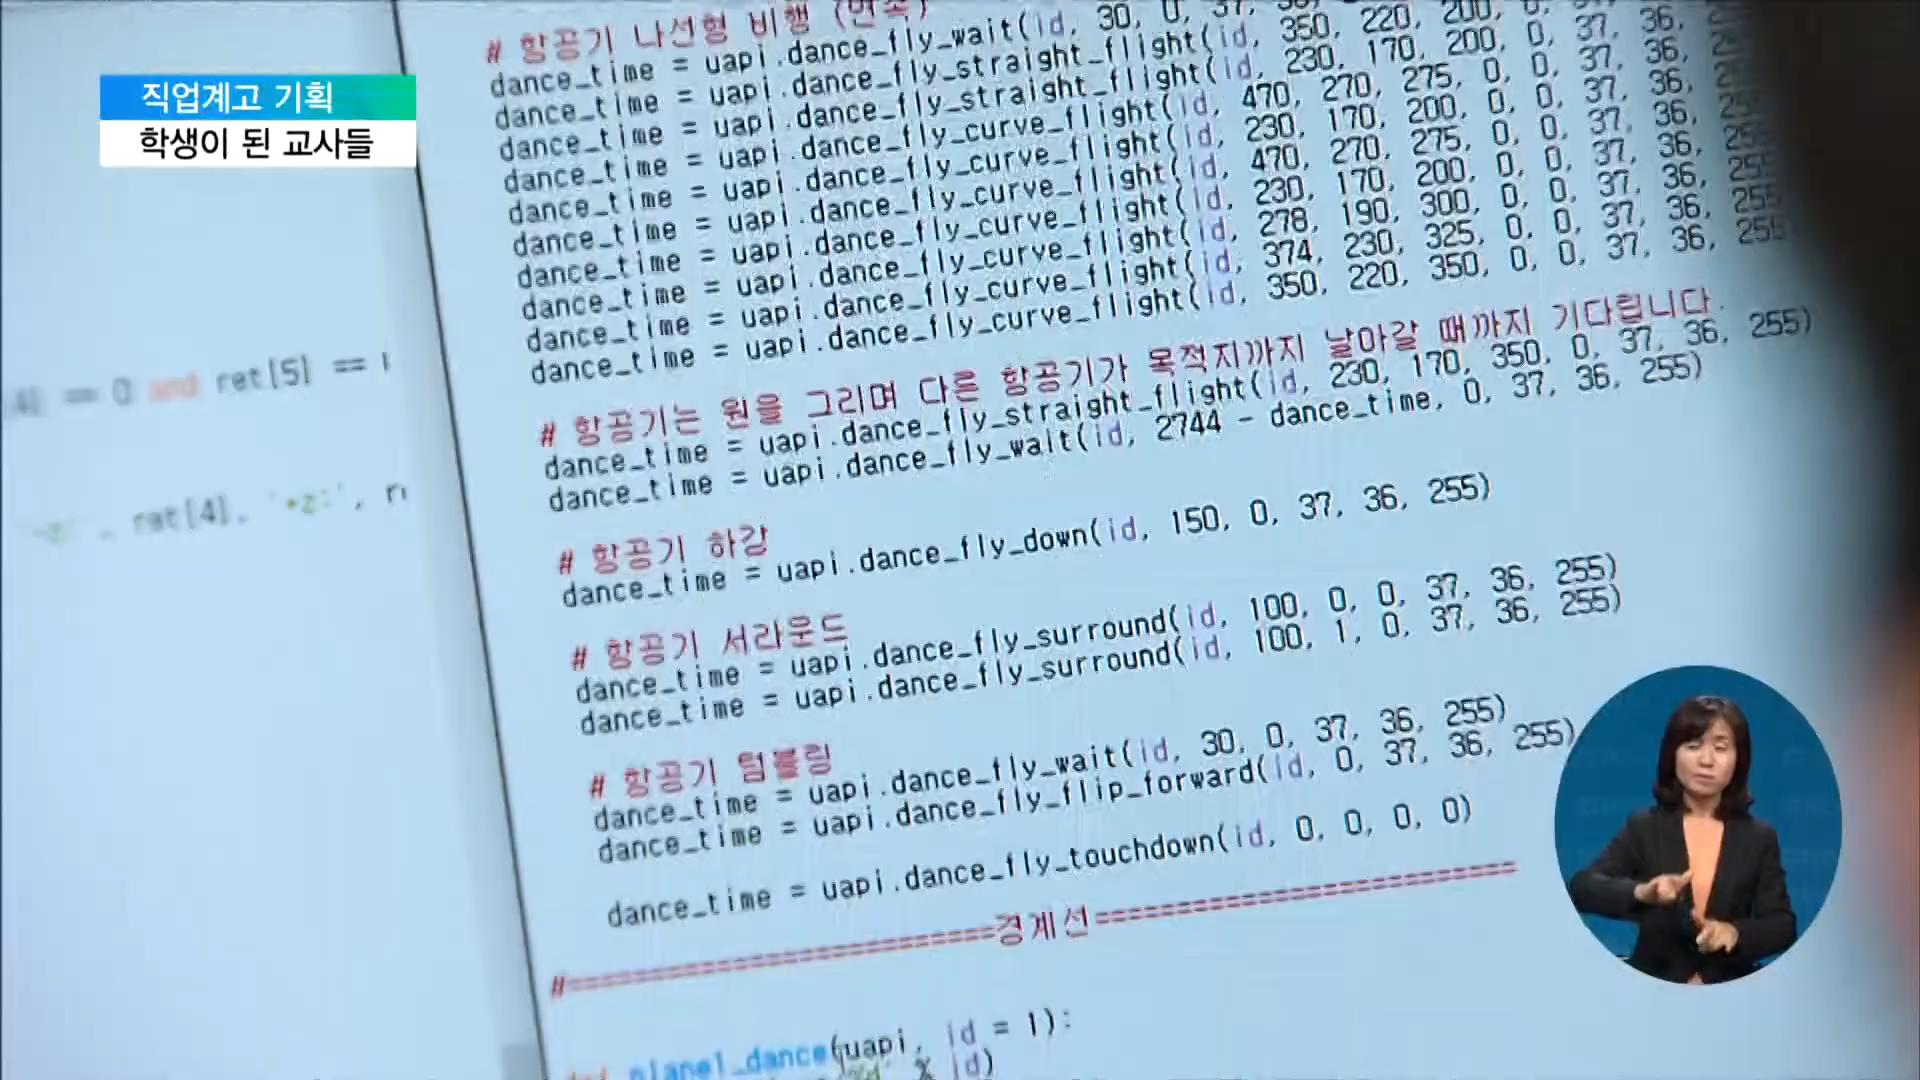 직업계고 기획
학생이 된 교사들
# 항공기 나선형 비행 (연속)
dance_time = uapi.dance_fly_wait(id, 30, 0, 37,
dance_time = uapi.dance_fly_straight_flight(id, 350, 220, 200, 0,
dance_time = uapi.dance_fly_straight_flight(id, 230, 170, 200, 0, 37, 36,
dance_time = uapi.dance_fly_curve_flight(id, 470, 270, 275, 0, 0, 37, 36,
dance_time = uapi.dance_fly_curve_flight(id, 230, 170, 200, 0, 0, 37, 36,
dance_time = uapi.dance_fly_curve_flight(id, 470, 270, 275, 0, 0, 37, 36,
dance_time = uapi.dance_fly_curve_flight(id, 230, 170, 200, 0, 0, 37, 36,
dance_time = uapi.dance_fly_curve_flight(id, 278, 190, 300, 0, 0, 37, 36, 255
dance_time = uapi.dance_fly_curve_flight(id, 374, 230, 325, 0, 0, 37, 36, 255
dance_time = uapi.dance_fly_curve_flight(id, 350, 220, 350, 0, 0, 37, 36, 255
# 항공기는 원을 그리며 다른 항공기가 목적지까지 날아갈 때까지 기다립니다.
dance_time = uapi.dance_fly_straight_flight(id, 230, 170, 350, 0, 37, 36, 255)
dance_time = uapi.dance_fly_wait(id, 2744 - dance_time, 0, 37, 36, 255)
# 항공기 하강
dance_time = uapi.dance_fly_down(id, 150, 0, 37, 36, 255)
# 항공기 서라운드
dance_time = uapi.dance_fly_surround(id, 100, 0, 0, 37, 36, 255)
dance_time = uapi.dance_fly_surround(id, 100, 1, 0, 37, 36, 255)
# 항공기 텀블링
dance_time = uapi.dance_fly_wait(id, 30, 0, 37, 36, 255)
dance_time = uapi.dance_fly_flip_forward(id, 0, 37, 36, 255)
dance_time = uapi.dance_fly_touchdown(id, 0, 0, 0, 0)
#==============================경계선==============================
plane1_dance(uapi, id = 1):
% id)
== 0 and ret[5] ==
, ret[4], '+z:',